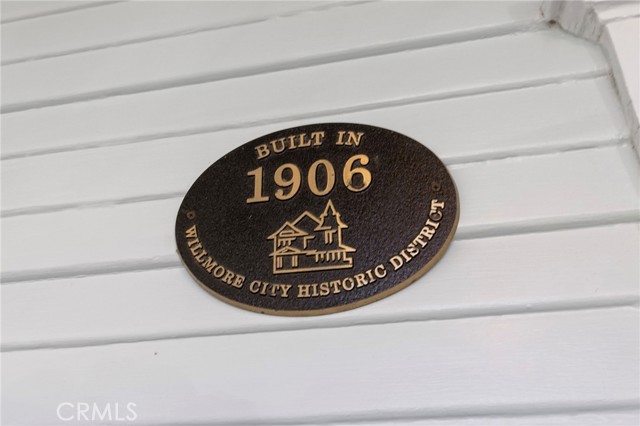 BUILT IN
1906
WILLMORE CITY HISTORIC DISTRICT
CRMLS